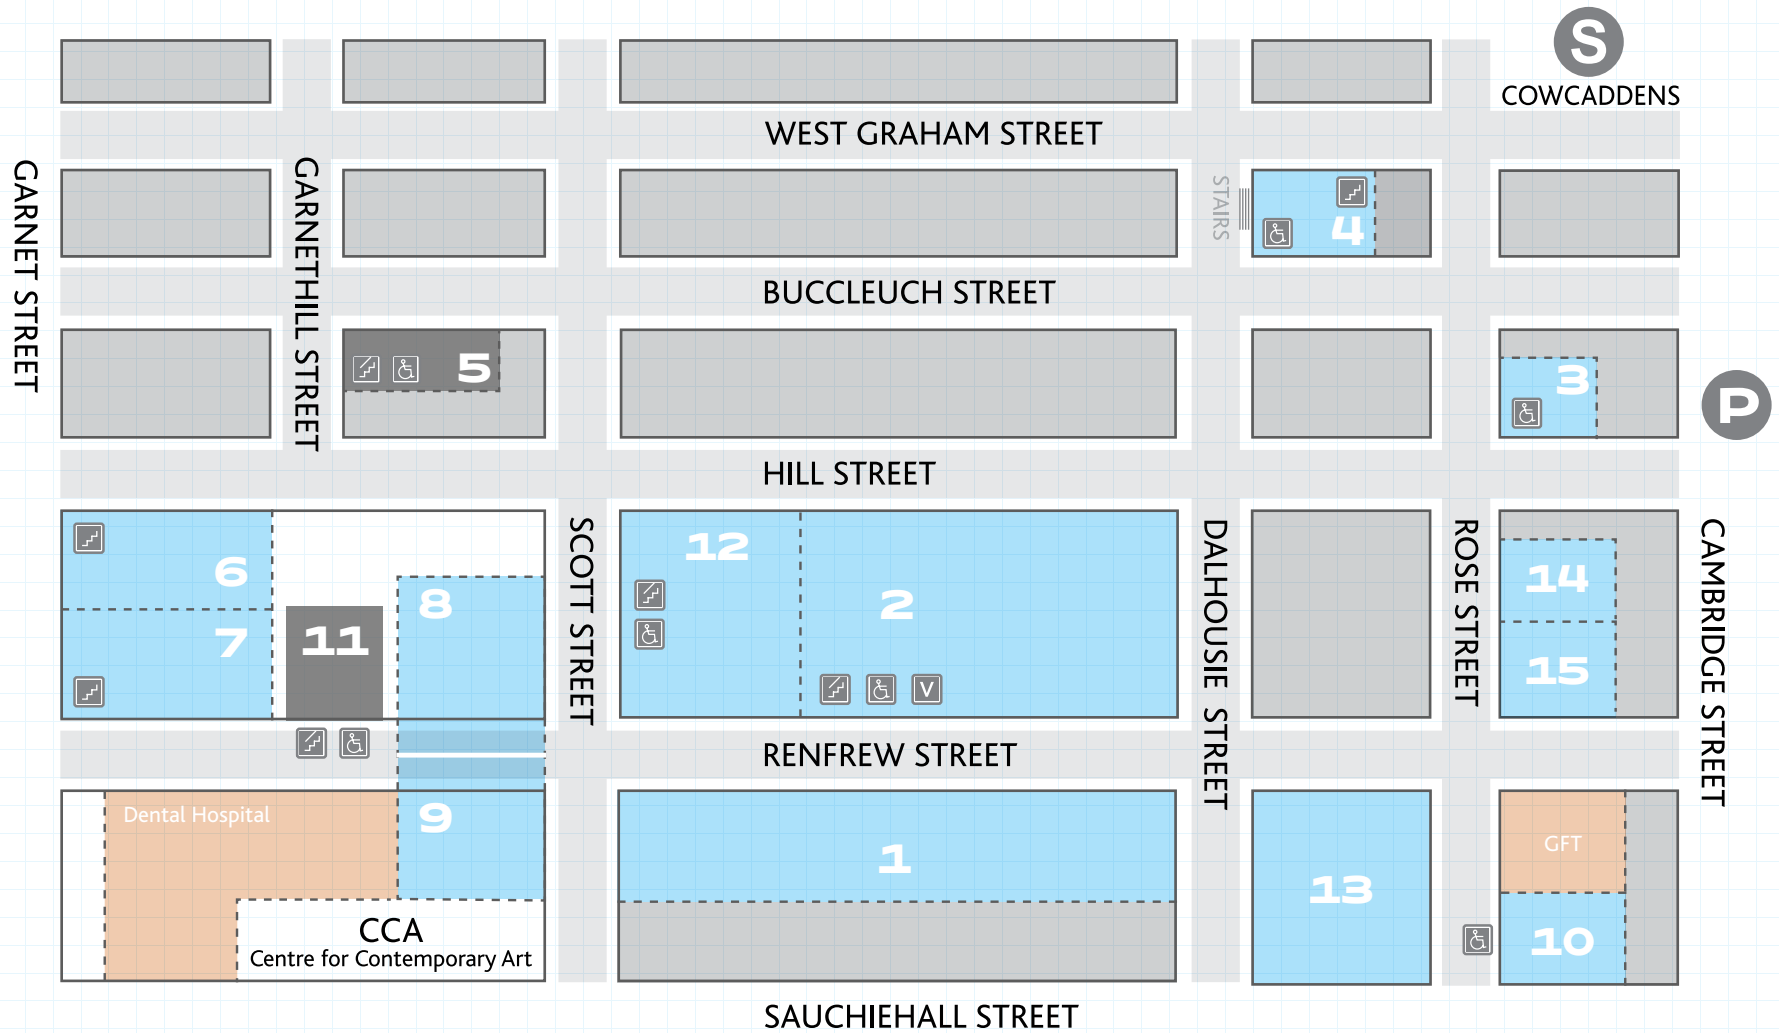 S
COWCADDENS
WEST GRAHAM STREET
GARNET STREET
GARNETHILL STREET
STAIRS
4
BUCCLEUCH STREET
5
3
P
HILL STREET
SCOTT STREET
DALHOUSIE STREET
ROSE STREET
CAMBRIDGE STREET
6
7
11
8
12
2
V
14
15
RENFREW STREET
Dental Hospital
9
1
13
GFT
10
CCA
Centre for Contemporary Art
SAUCHIEHALL STREET